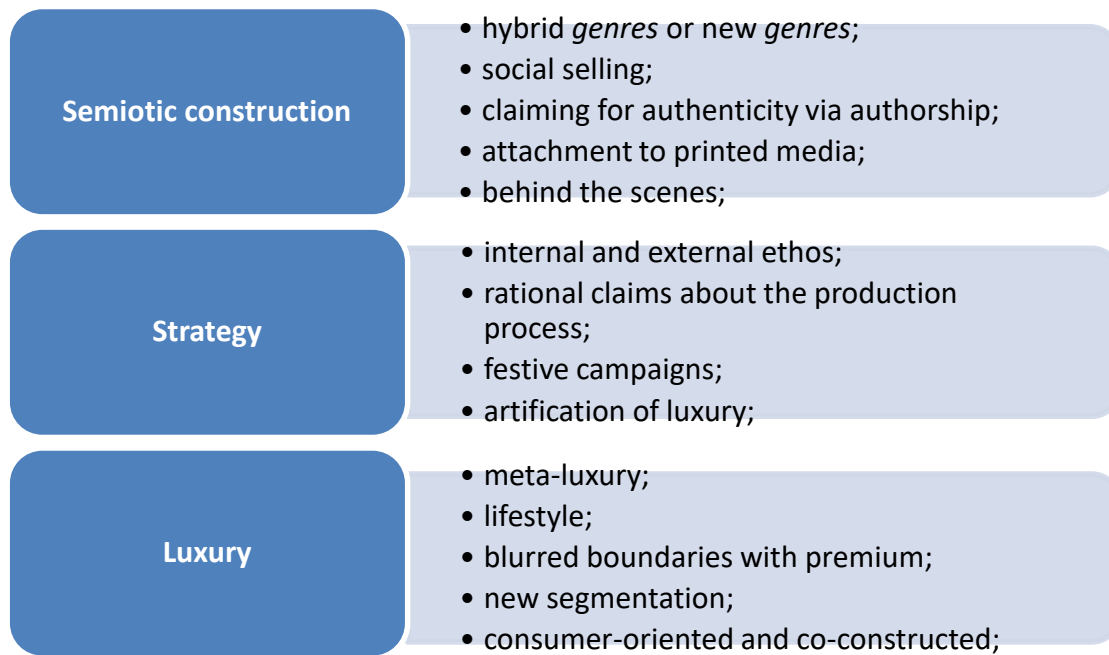 Semiotic construction
• hybrid genres or new genres;
• social selling;
• claiming for authenticity via authorship;
• attachment to printed media;
• behind the scenes;
Strategy
• internal and external ethos;
• rational claims about the production
process;
• festive campaigns;
• artification of luxury;
Luxury
• meta-luxury;
• lifestyle;
• blurred boundaries with premium;
• new segmentation;
• consumer-oriented and co-constructed;